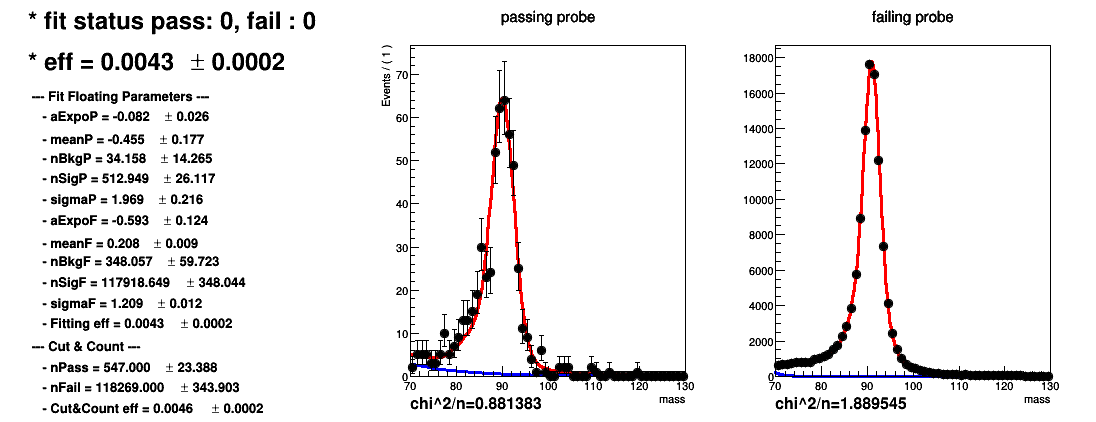 * fit status pass: 0, fail : 0
* eff = 0.0043 ± 0.0002
--- Fit Floating Parameters ---
- aExpoP = -0.082 ± 0.026
- meanP = -0.455 ± 0.177
- nBkgP = 34.158 ± 14.265
- nSigP = 512.949 ± 26.117
- sigmaP = 1.969 ± 0.216
- aExpoF = -0.593 ± 0.124
- meanF = 0.208 ± 0.009
- nBkgF = 348.057 ± 59.723
- nSigF = 117918.649 ± 348.044
- sigmaF = 1.209 ± 0.012
- Fitting eff = 0.0043 ± 0.0002
--- Cut & Count ---
- nPass = 547.000 ± 23.388
- nFail = 118269.000 ± 343.903
- Cut&Count eff = 0.0046 ± 0.0002
passing probe
Events / ( 1 )
70
60
50
40
30
20
10
0
70 80 90 100 110 120 130
mass
chi^2/n=0.881383
failing probe
18000
16000
14000
12000
10000
8000
6000
4000
2000
0
70 80 90 100 110 120 130
mass
chi^2/n=1.889545